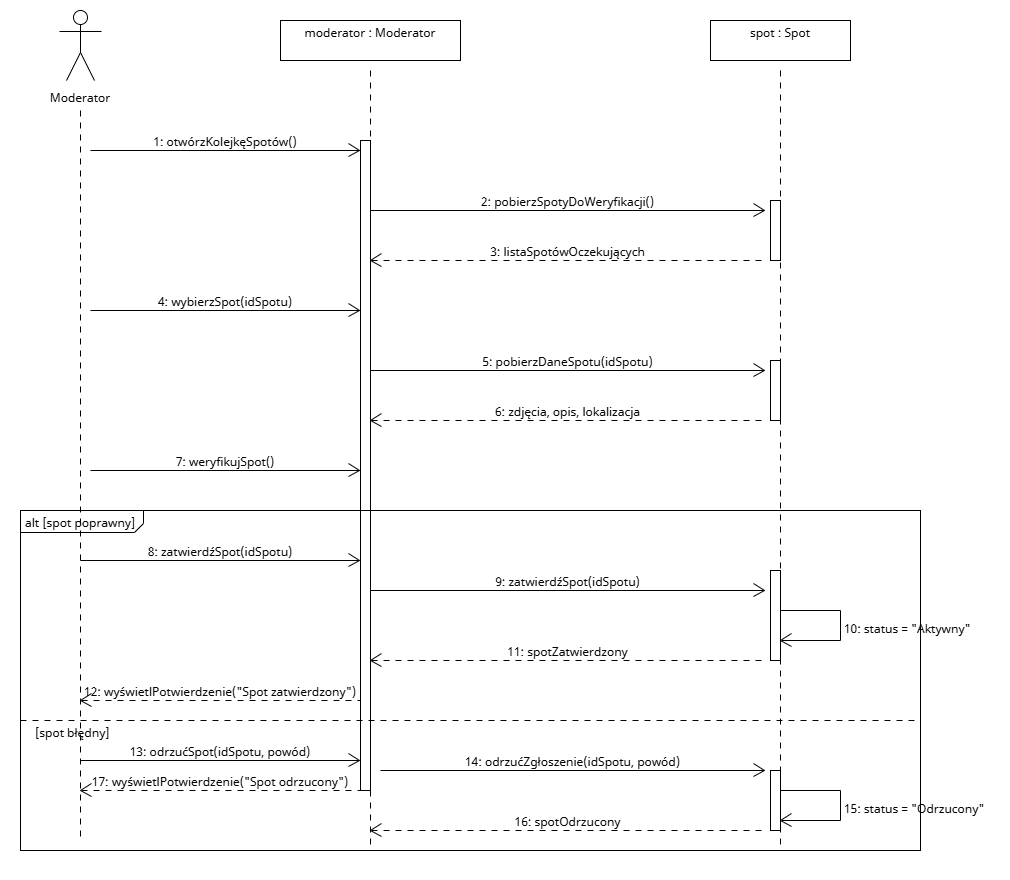 moderator : Moderator
spot : Spot
Moderator
1: otwórzKolejkęSpotów()
2: pobierzSpotyDoWeryfikacji()
3: listaSpotówOczekujących
4: wybierzSpot(idSpotu)
5: pobierzDaneSpotu(idSpotu)
6: zdjęcia, opis, lokalizacja
7: weryfikujSpot()
alt [spot poprawny]
8: zatwierdźSpot(idSpotu)
9: zatwierdźSpot(idSpotu)
10: status = "Aktywny"
11: spotZatwierdzony
12: wyświetlPotwierdzenie("Spot zatwierdzony")
[spot błędny]
13: odrzućSpot(idSpotu, powód)
14: odrzućZgłoszenie(idSpotu, powód)
17: wyświetlPotwierdzenie("Spot odrzucony")
15: status = "Odrzucony"
16: spotOdrzucony